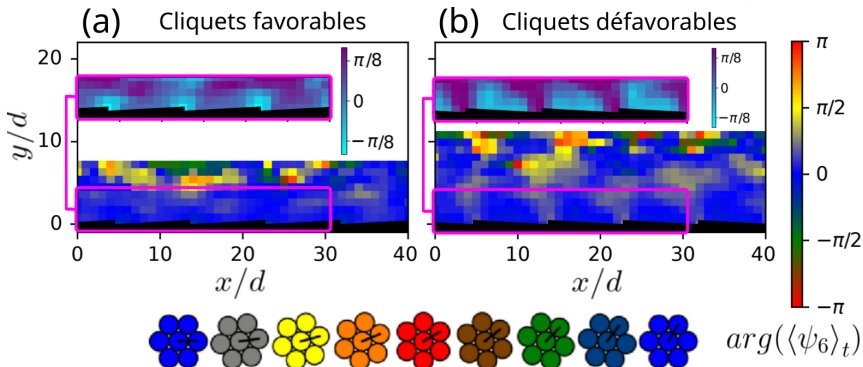 (a) Cliquets favorables
(b) Cliquets défavorables
20
10
0
y/d
π/8
0
−π/8
π/8
0
−π/8
π
π/2
0
−π/2
−π
0 10 20 30 40
0 10 20 30 40
x/d
x/d
arg(⟨ψ₆⟩ₜ)